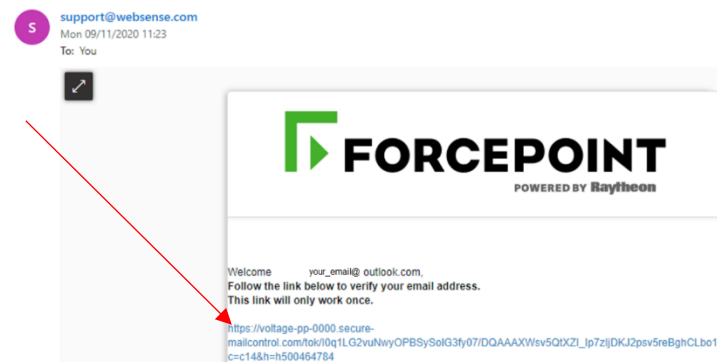 S
support@websense.com
Mon 09/11/2020 11:23
To: You
FORCEPOINT
POWERED BY Raytheon
Welcome your_email@ outlook.com,
Follow the link below to verify your email address.
This link will only work once.
https://voltage-pp-0000.secure-
mailcontrol.com/tok/I0q1LG2vuNwyOPBSySoIG3fy07/DQAAAXWsv5QtXZI_Ip7zIjDKJ2psv5reBghCLbo1
c=c14&h=h500464784